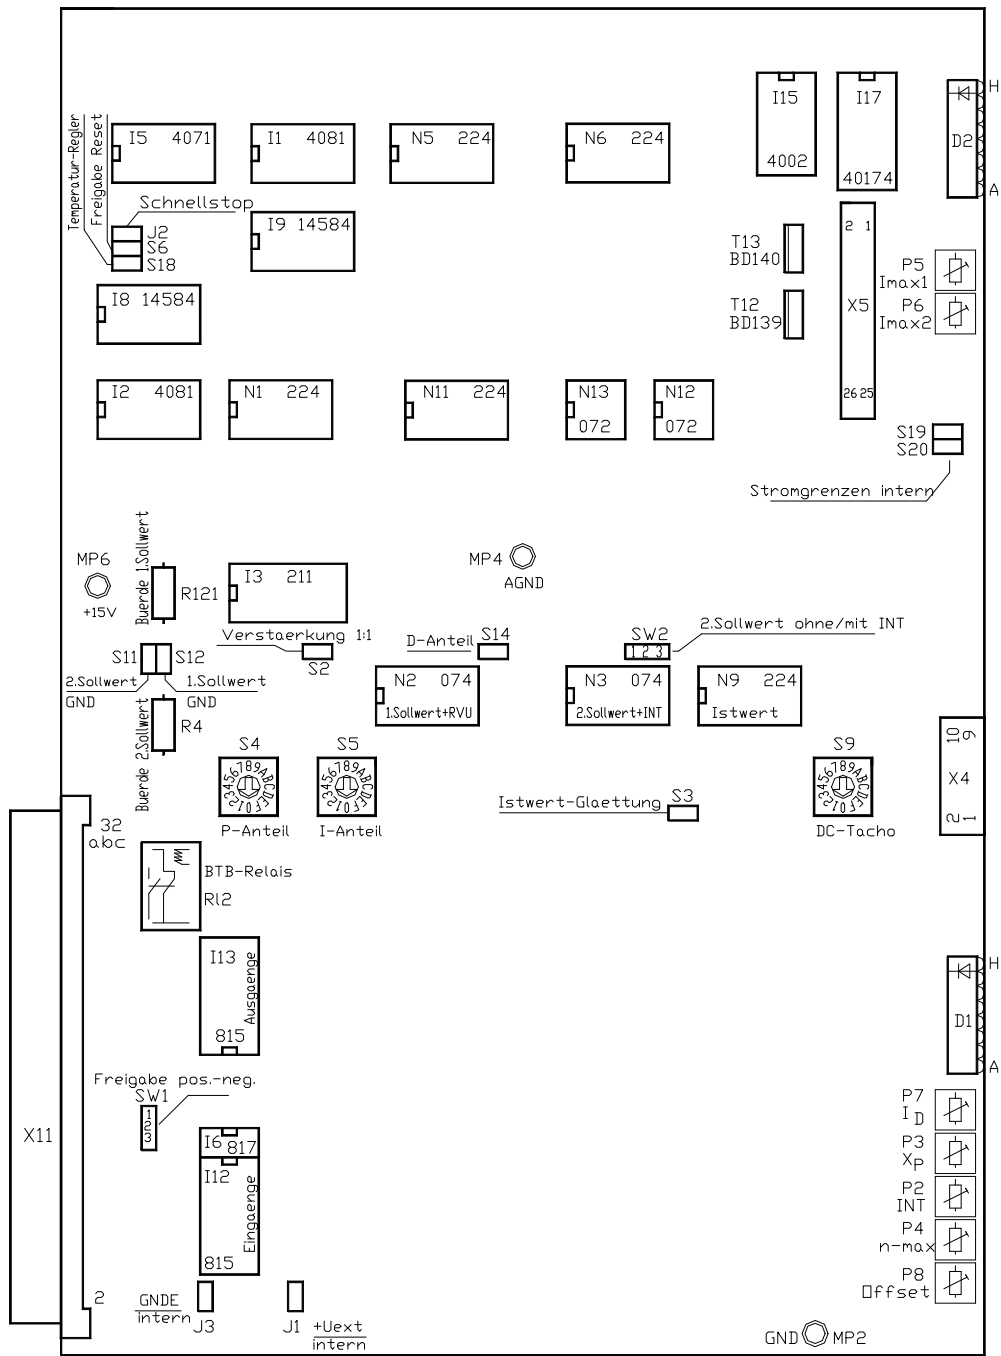 I15
I17
H
D2
A
4002
40174
I5 4071
I1 4081
N5 224
N6 224
Temperatur-Regler
Freigabe Reset
Schnellstop
J2
S6
S18
I9 14584
2 1
X5
26 25
T13
BD140
T12
BD139
P5
Imax1
P6
Imax2
I8 14584
I2 4081
N1 224
N11 224
N13
072
N12
072
S19
S20
Stromgrenzen intern
MP6
+15V
Buerde 1.Sollwert
R121
I3 211
MP4
AGND
Verstaerkung 1:1
S2
D-Anteil
S14
SW2
1 2 3
2.Sollwert ohne/mit INT
S11
S12
2.Sollwert
GND
1.Sollwert
GND
N2 074
1.Sollwert+RVU
N3 074
2.Sollwert+INT
N9 224
Istwert
Buerde 2.Sollwert
R4
S4
0123456789ABCDEF
P-Anteil
S5
0123456789ABCDEF
I-Anteil
S9
0123456789ABCDEF
DC-Tacho
Istwert-Glaettung
S3
10 9
X4
2 1
32
abc
BTB-Relais
Rl2
I13
Ausgaenge
815
H
D1
A
Freigabe pos.-neg.
SW1
1
2
3
X11
I6 817
I12
Eingaenge
815
P7
I D
P3
XP
P2
INT
P4
n-max
P8
Offset
2
GNDE
intern
J3
J1
+Uext
intern
GND
MP2